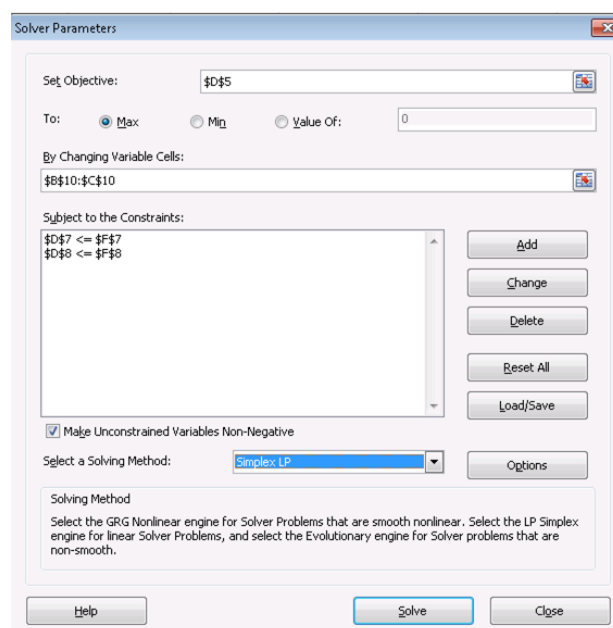 Solver Parameters
Set Objective:
$D$5
To:
Max
Min
Value Of:
0
By Changing Variable Cells:
$B$10:$C$10
Subject to the Constraints:
$D$7 <= $F$7
$D$8 <= $F$8
Add
Change
Delete
Reset All
Load/Save
Make Unconstrained Variables Non-Negative
Select a Solving Method:
Simplex LP
Options
Solving Method
Select the GRG Nonlinear engine for Solver Problems that are smooth nonlinear. Select the LP Simplex
engine for linear Solver Problems, and select the Evolutionary engine for Solver problems that are
non-smooth.
Help
Solve
Close